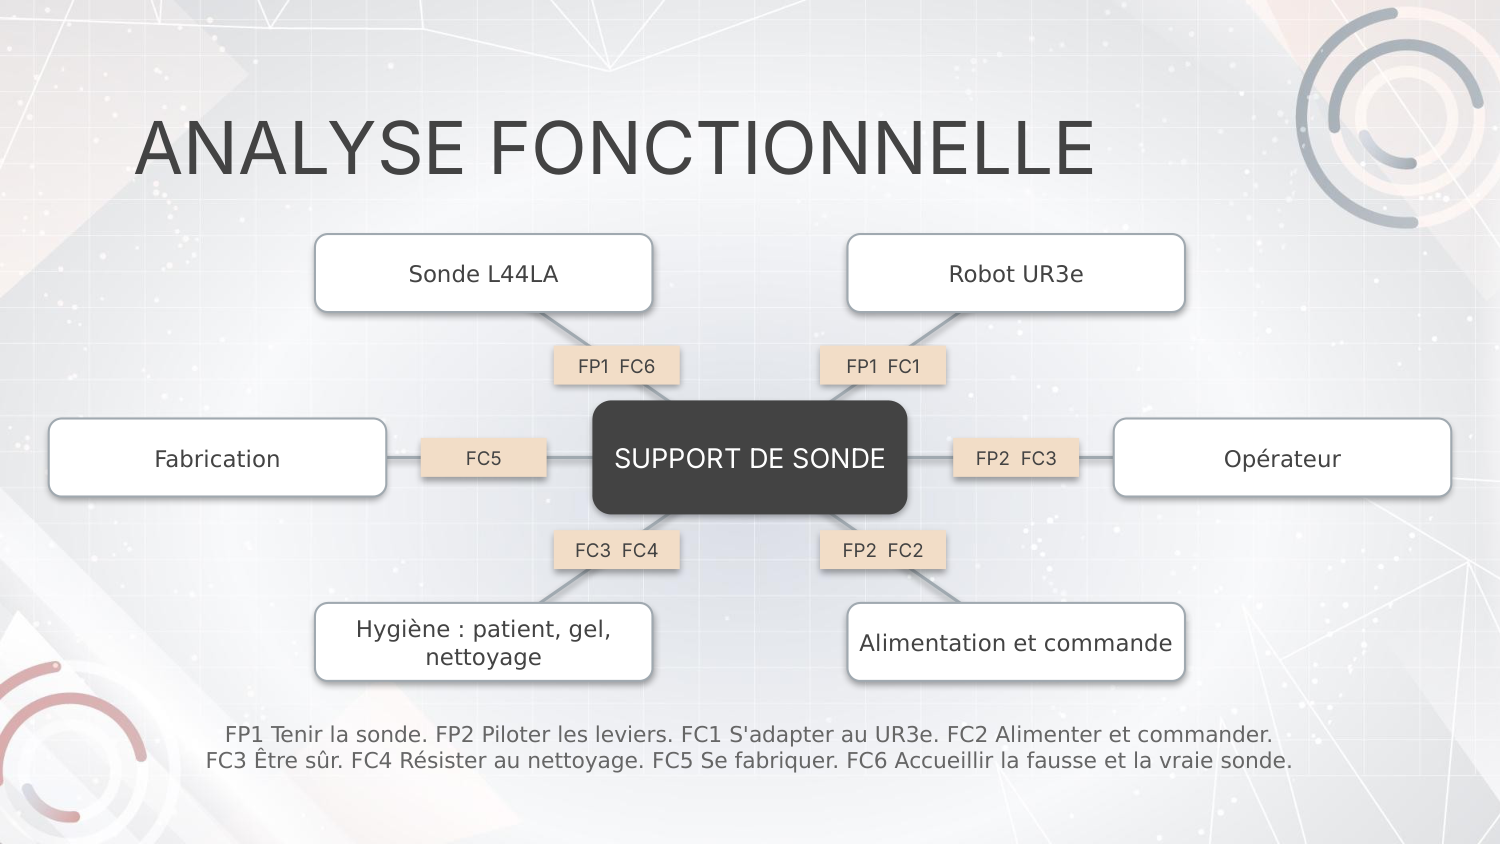 ANALYSE FONCTIONNELLE
Sonde L44LA
Robot UR3e
FP1 FC6
FP1 FC1
Fabrication
FC5
SUPPORT DE SONDE
FP2 FC3
Opérateur
FC3 FC4
FP2 FC2
Hygiène : patient, gel,
nettoyage
Alimentation et commande
FP1 Tenir la sonde. FP2 Piloter les leviers. FC1 S'adapter au UR3e. FC2 Alimenter et commander.
FC3 Être sûr. FC4 Résister au nettoyage. FC5 Se fabriquer. FC6 Accueillir la fausse et la vraie sonde.